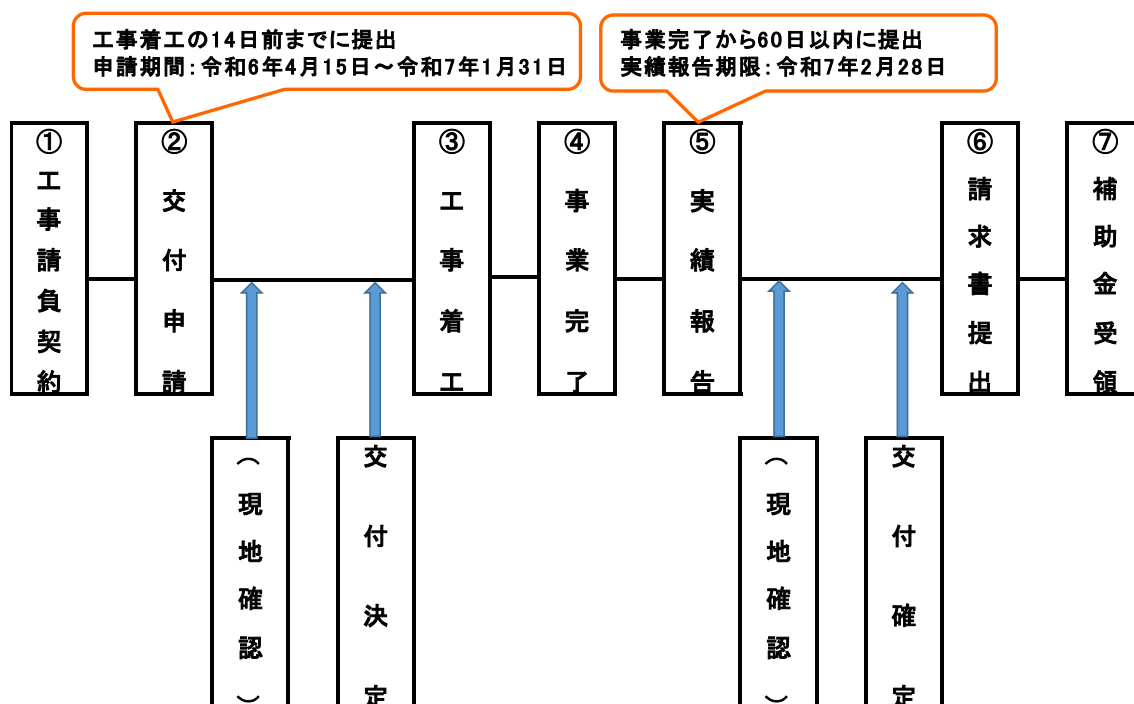 工事着工の14日前までに提出
申請期間：令和6年4月15日～令和7年1月31日
事業完了から60日以内に提出
実績報告期限：令和7年2月28日
①工事請負契約
②交付申請
③工事着工
④事業完了
⑤実績報告
⑥請求書提出
⑦補助金受領
（現地確認）
交付決定
（現地確認）
交付確定